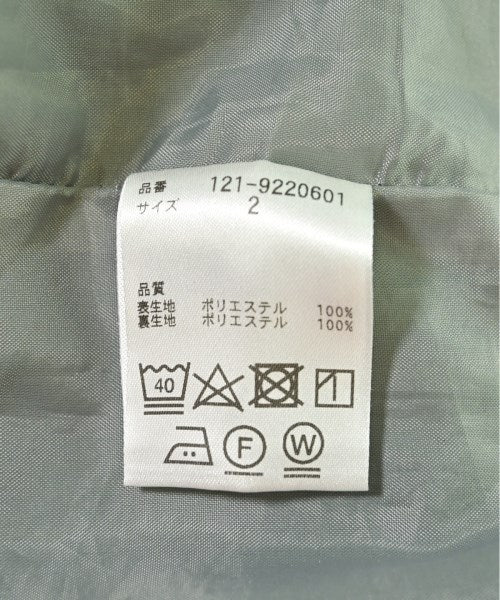 品番 121-9220601
サイズ 2
品質
表生地 ポリエステル 100%
裏生地 ポリエステル 100%
40
F W